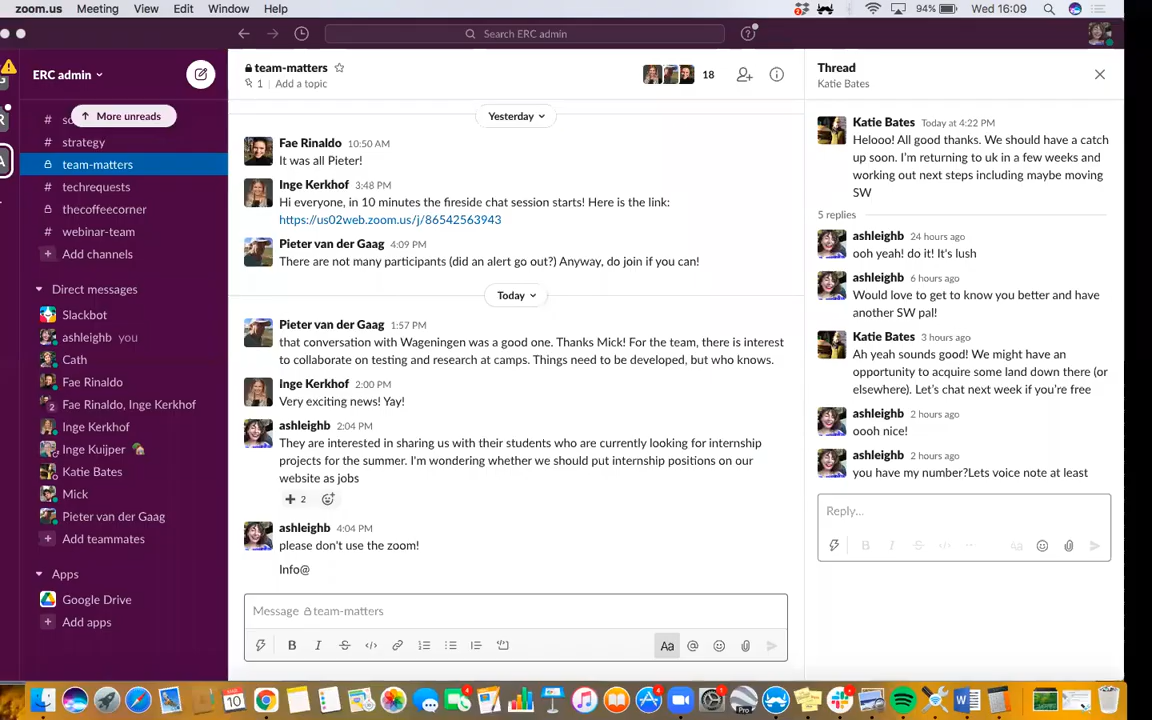 zoom.us Meeting View Edit Window Help 94% Wed 16:09
Search ERC admin
ERC admin
More unreads
# strategy
team-matters
# techrequests
thecoffeecorner
# webinar-team
+ Add channels
Direct messages
Slackbot
ashleighb you
Cath
Fae Rinaldo
2 Fae Rinaldo, Inge Kerkhof
Inge Kerkhof
Inge Kuijper
Katie Bates
Mick
Pieter van der Gaag
+ Add teammates
Apps
Google Drive
+ Add apps
team-matters
1 Add a topic
18
Yesterday
Fae Rinaldo 10:50 AM
It was all Pieter!
Inge Kerkhof 3:48 PM
Hi everyone, in 10 minutes the fireside chat session starts! Here is the link:
https://us02web.zoom.us/j/86542563943
Pieter van der Gaag 4:09 PM
There are not many participants (did an alert go out?) Anyway, do join if you can!
Today
Pieter van der Gaag 1:57 PM
that conversation with Wageningen was a good one. Thanks Mick! For the team, there is interest
to collaborate on testing and research at camps. Things need to be developed, but who knows.
Inge Kerkhof 2:00 PM
Very exciting news! Yay!
ashleighb 2:04 PM
They are interested in sharing us with their students who are currently looking for internship
projects for the summer. I'm wondering whether we should put internship positions on our
website as jobs
+ 2
ashleighb 4:04 PM
please don't use the zoom!
Info@
Message team-matters
B I S Aa @
Thread
Katie Bates
Katie Bates Today at 4:22 PM
Helooo! All good thanks. We should have a catch
up soon. I'm returning to uk in a few weeks and
working out next steps including maybe moving
SW
5 replies
ashleighb 24 hours ago
ooh yeah! do it! It's lush
ashleighb 6 hours ago
Would love to get to know you better and have
another SW pal!
Katie Bates 3 hours ago
Ah yeah sounds good! We might have an
opportunity to acquire some land down there (or
elsewhere). Let's chat next week if you're free
ashleighb 2 hours ago
oooh nice!
ashleighb 2 hours ago
you have my number?Lets voice note at least
Reply...
B I S Aa
10
4
1
Pro